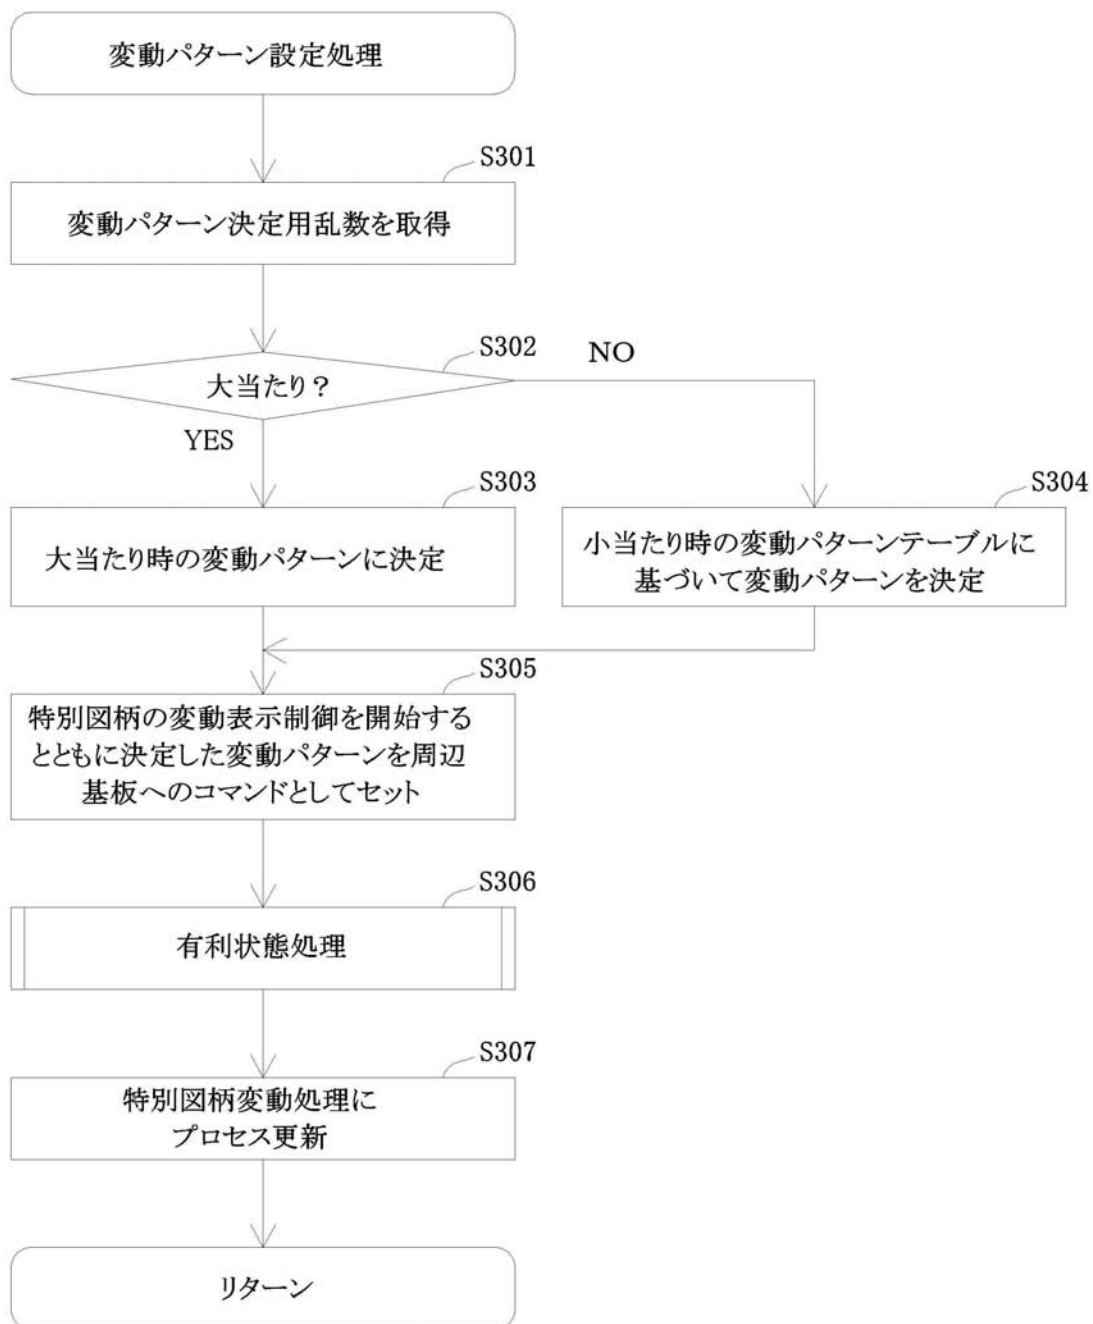 変動パターン設定処理
S301
変動パターン決定用乱数を取得
S302
NO
大当たり？
YES
S303
大当たり時の変動パターンに決定
S304
小当たり時の変動パターンテーブルに
基づいて変動パターンを決定
S305
特別図柄の変動表示制御を開始する
とともに決定した変動パターンを周辺
基板へのコマンドとしてセット
S306
有利状態処理
S307
特別図柄変動処理に
プロセス更新
リターン